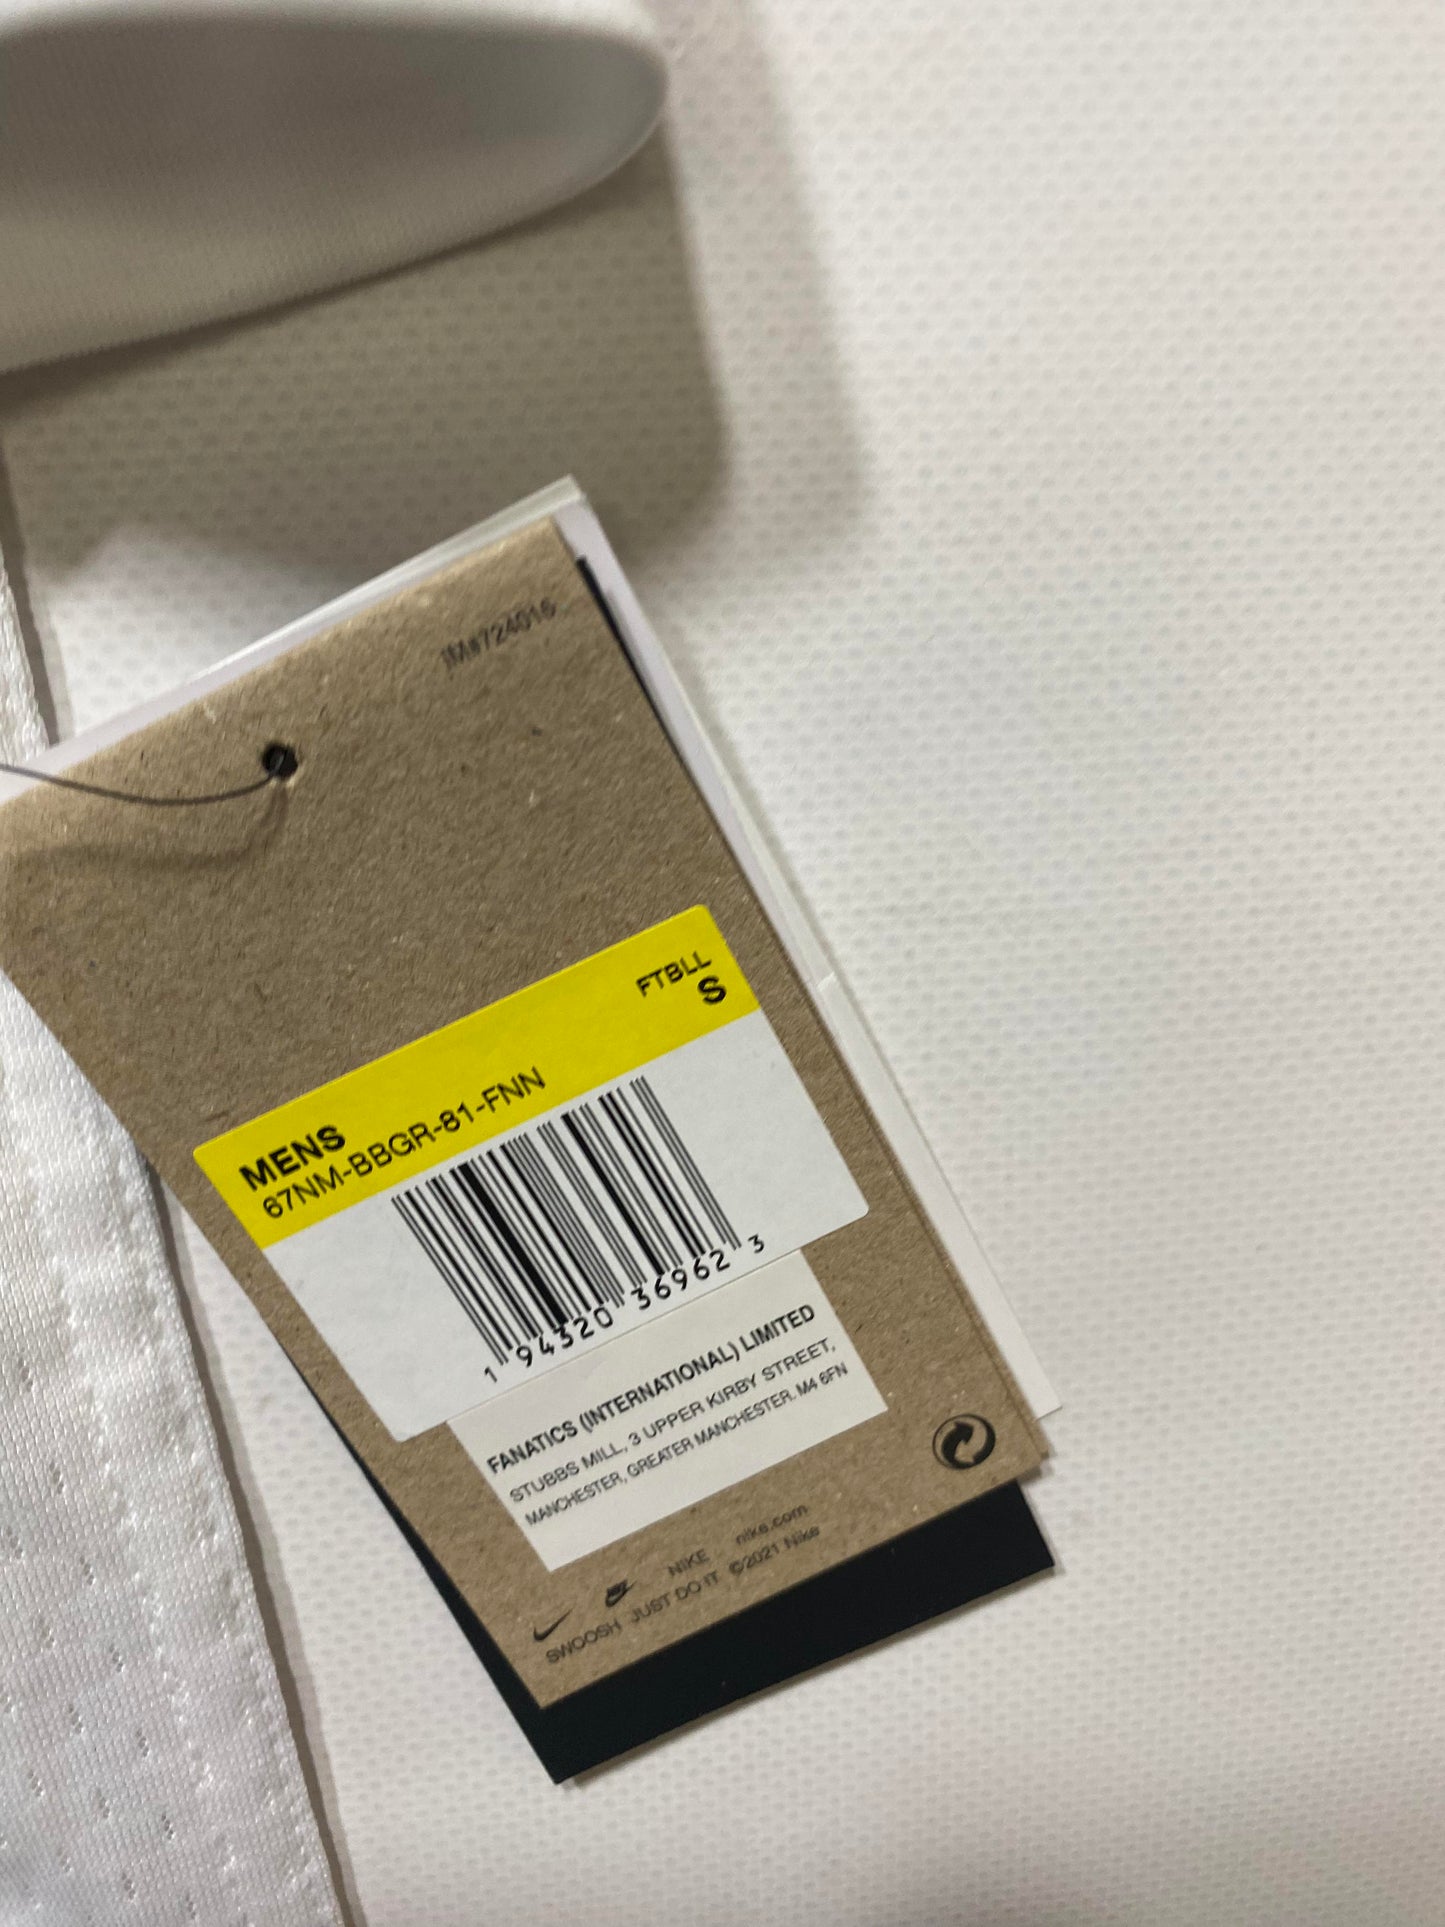 IM#724016
FTBLL
S
MENS
67NM-BBGR-81-FNN
1 94320 36962 3
FANATICS (INTERNATIONAL) LIMITED
STUBBS MILL, 3 UPPER KIRBY STREET,
MANCHESTER, GREATER MANCHESTER. M4 6FN
NIKE nike.com
SWOOSH JUST DO IT ©2021 Nike